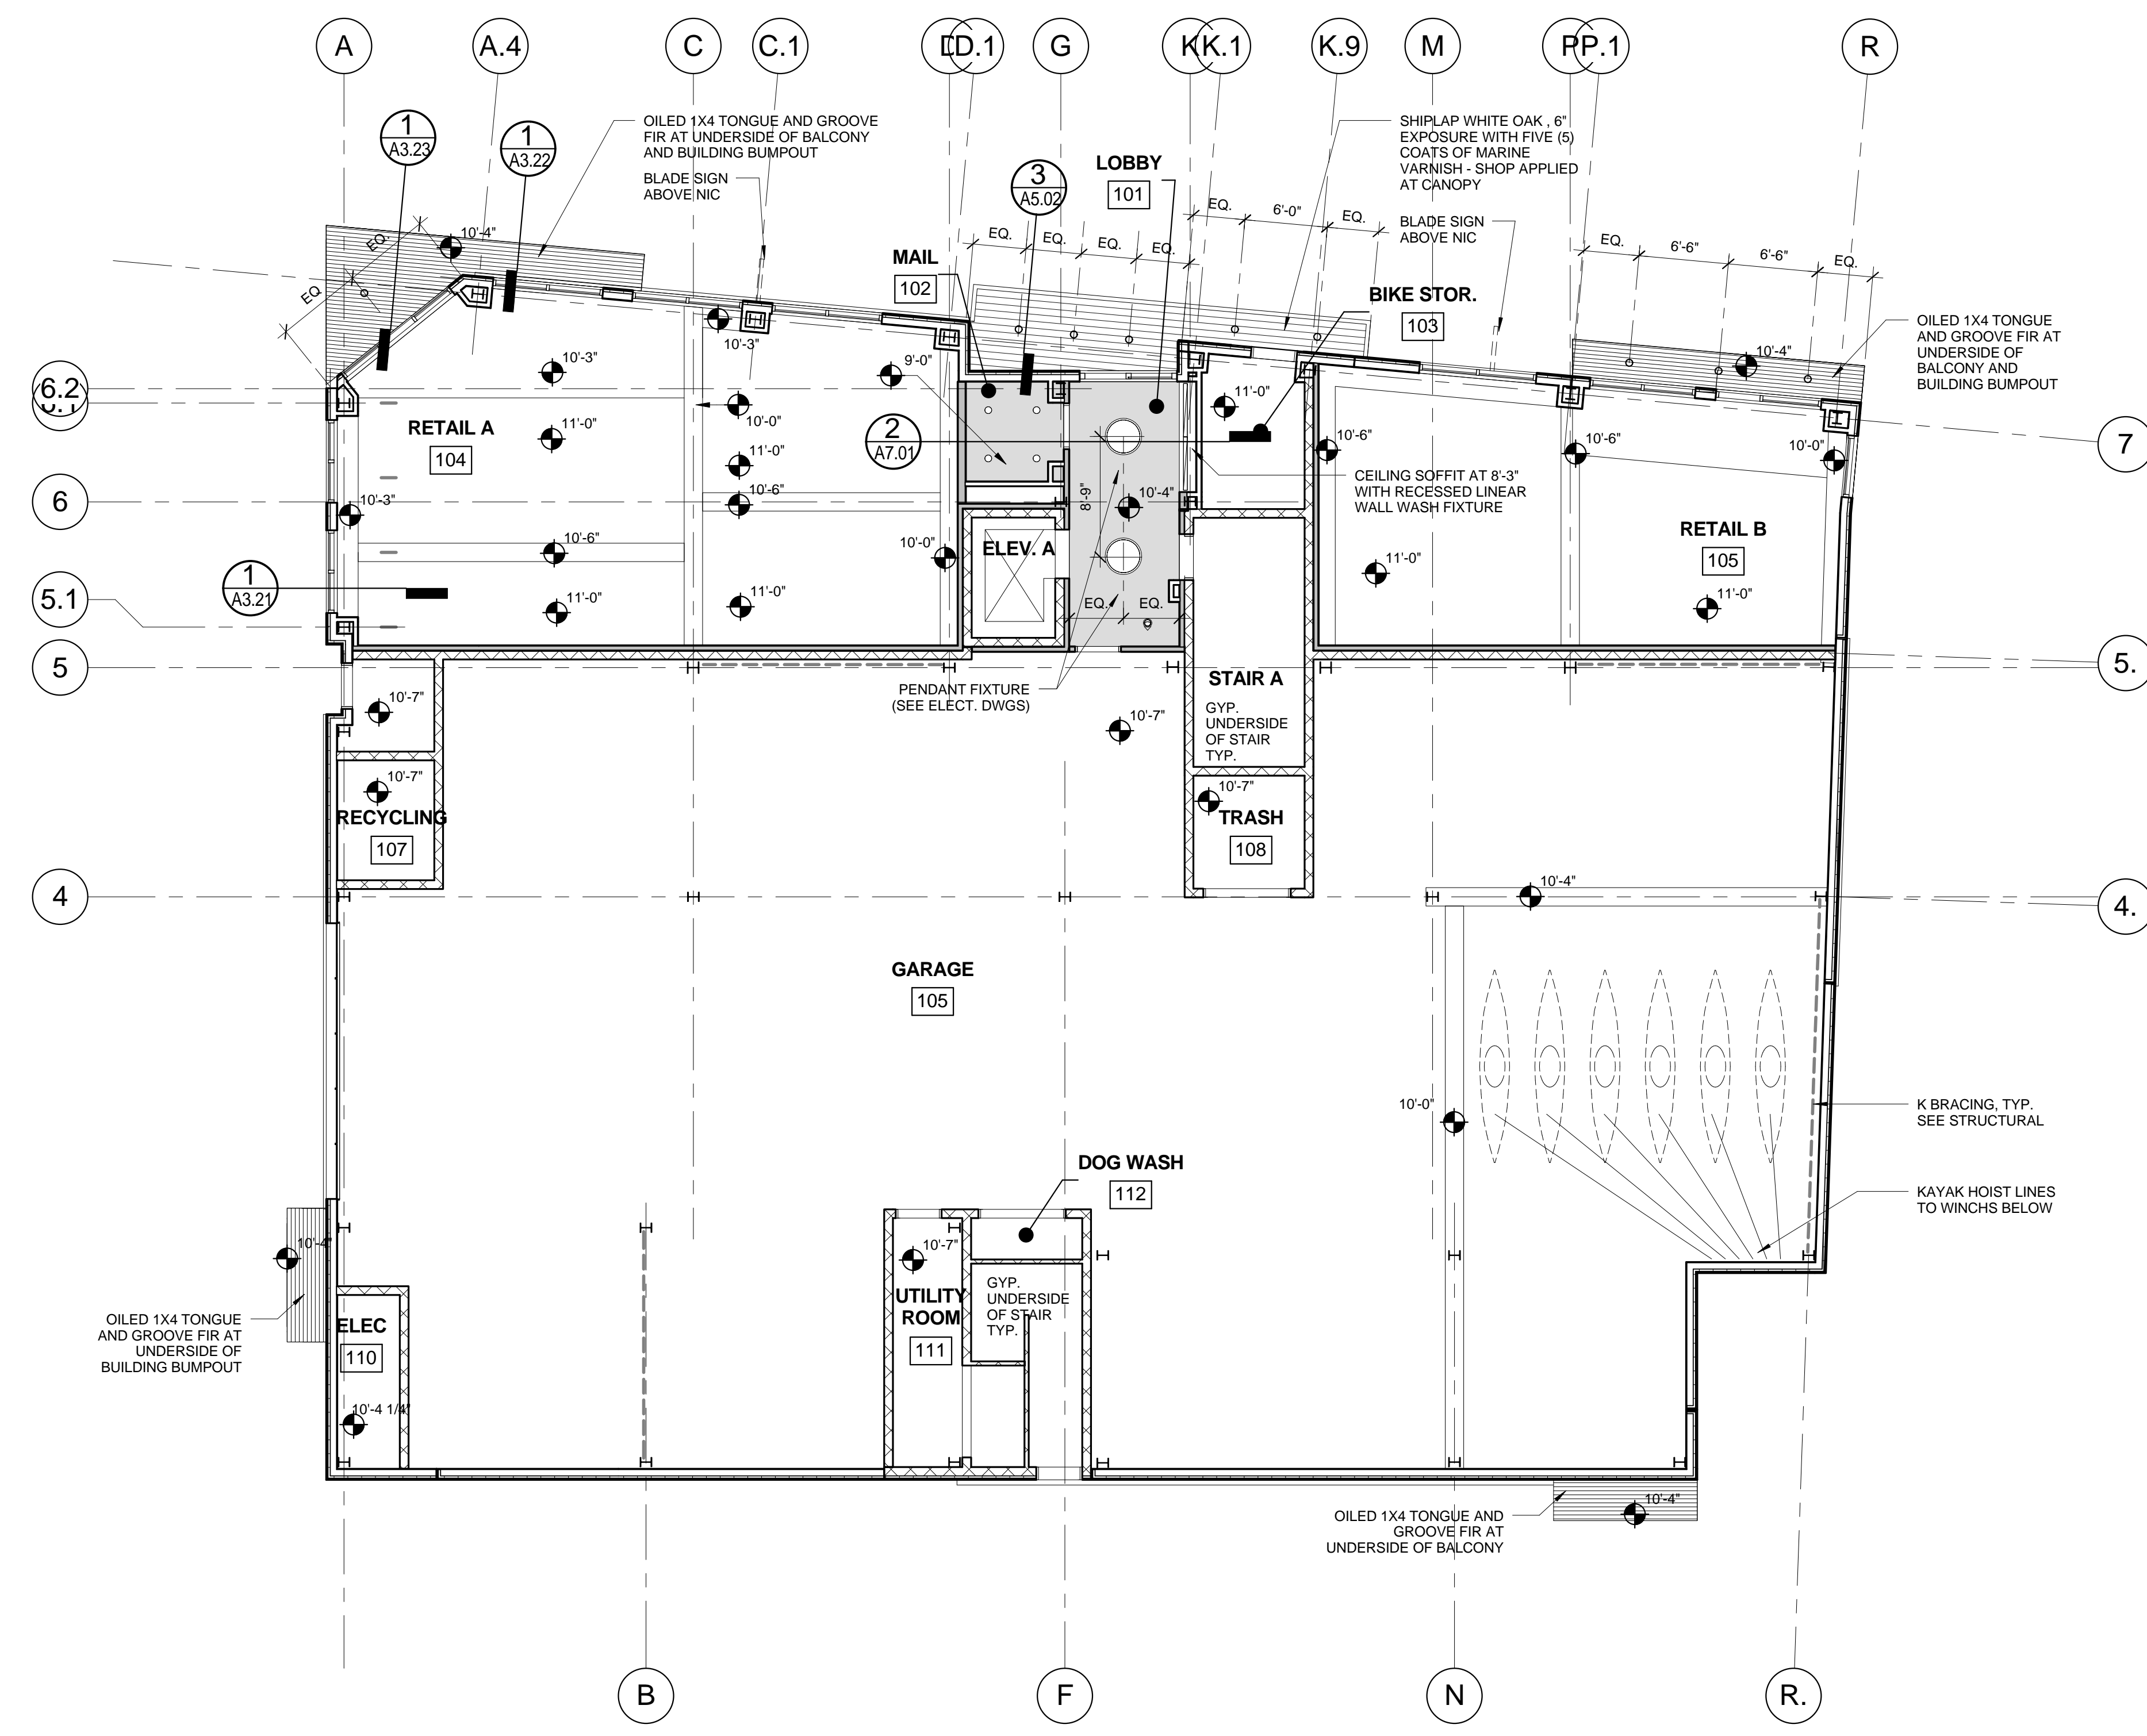 A
A.4
C
C.1
D
D.1
G
K
K.1
K.9
M
P
P.1
R
1
A3.23
1
A3.22
OILED 1X4 TONGUE AND GROOVE
FIR AT UNDERSIDE OF BALCONY
AND BUILDING BUMPOUT
BLADE SIGN
ABOVE NIC
3
A5.02
LOBBY
101
SHIPLAP WHITE OAK , 6"
EXPOSURE WITH FIVE (5)
COATS OF MARINE
VARNISH - SHOP APPLIED
AT CANOPY
BLADE SIGN
ABOVE NIC
EQ.
6'-0"
EQ.
EQ.
EQ.
EQ.
EQ.
EQ.
6'-6"
6'-6"
EQ.
EQ.
EQ
10'-4"
MAIL
102
BIKE STOR.
103
OILED 1X4 TONGUE
AND GROOVE FIR AT
UNDERSIDE OF
BALCONY AND
BUILDING BUMPOUT
10'-4"
10'-3"
10'-3"
9'-0"
6.2
RETAIL A
104
11'-0"
10'-0"
11'-0"
10'-6"
2
A7.01
11'-0"
10'-6"
10'-6"
10'-0"
7
CEILING SOFFIT AT 8'-3"
WITH RECESSED LINEAR
WALL WASH FIXTURE
6
10'-3"
8'-9"
10'-4"
RETAIL B
105
10'-6"
10'-0"
ELEV. A
11'-0"
11'-0"
1
A3.21
5.1
11'-0"
11'-0"
EQ.
EQ.
5
5.
PENDANT FIXTURE
(SEE ELECT. DWGS)
STAIR A
GYP.
UNDERSIDE
OF STAIR
TYP.
10'-7"
10'-7"
10'-7"
RECYCLING
107
10'-7"
TRASH
108
4
10'-4"
4.
GARAGE
105
10'-0"
K BRACING, TYP.
SEE STRUCTURAL
DOG WASH
112
KAYAK HOIST LINES
TO WINCHS BELOW
10'-4"
10'-7"
UTILITY
ROOM
111
GYP.
UNDERSIDE
OF STAIR
TYP.
OILED 1X4 TONGUE
AND GROOVE FIR AT
UNDERSIDE OF
BUILDING BUMPOUT
ELEC
110
10'-4 1/4"
10'-4"
OILED 1X4 TONGUE AND
GROOVE FIR AT
UNDERSIDE OF BALCONY
B
F
N
R.